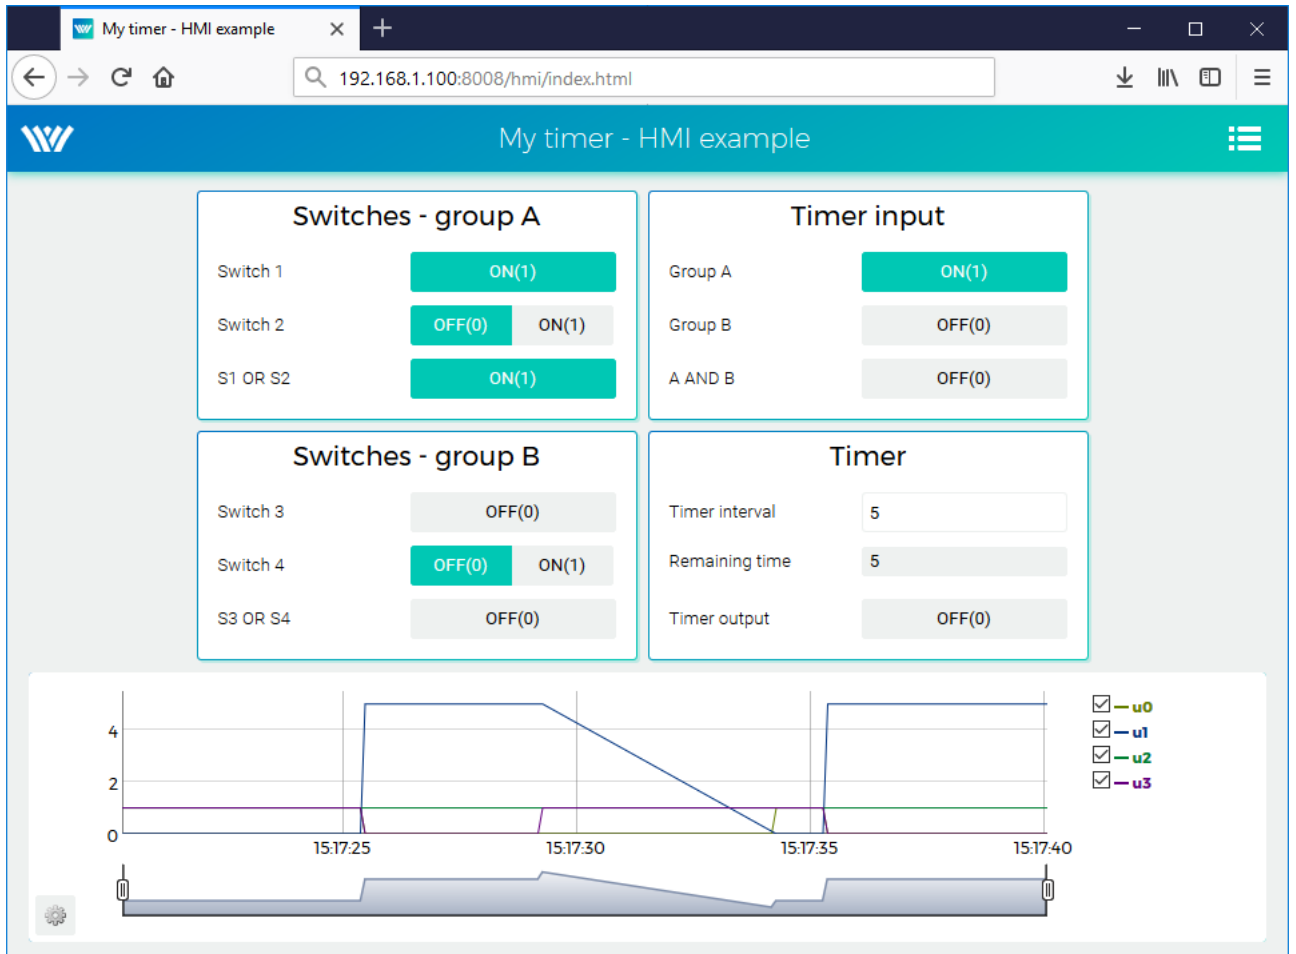 My timer - HMI example
192.168.1.100:8008/hmi/index.html
My timer - HMI example
Switches - group A
Switch 1 ON(1)
Switch 2 OFF(0) ON(1)
S1 OR S2 ON(1)
Timer input
Group A ON(1)
Group B OFF(0)
A AND B OFF(0)
Switches - group B
Switch 3 OFF(0)
Switch 4 OFF(0) ON(1)
S3 OR S4 OFF(0)
Timer
Timer interval 5
Remaining time 5
Timer output OFF(0)
4
2
0
15:17:25 15:17:30 15:17:35 15:17:40
u0
u1
u2
u3